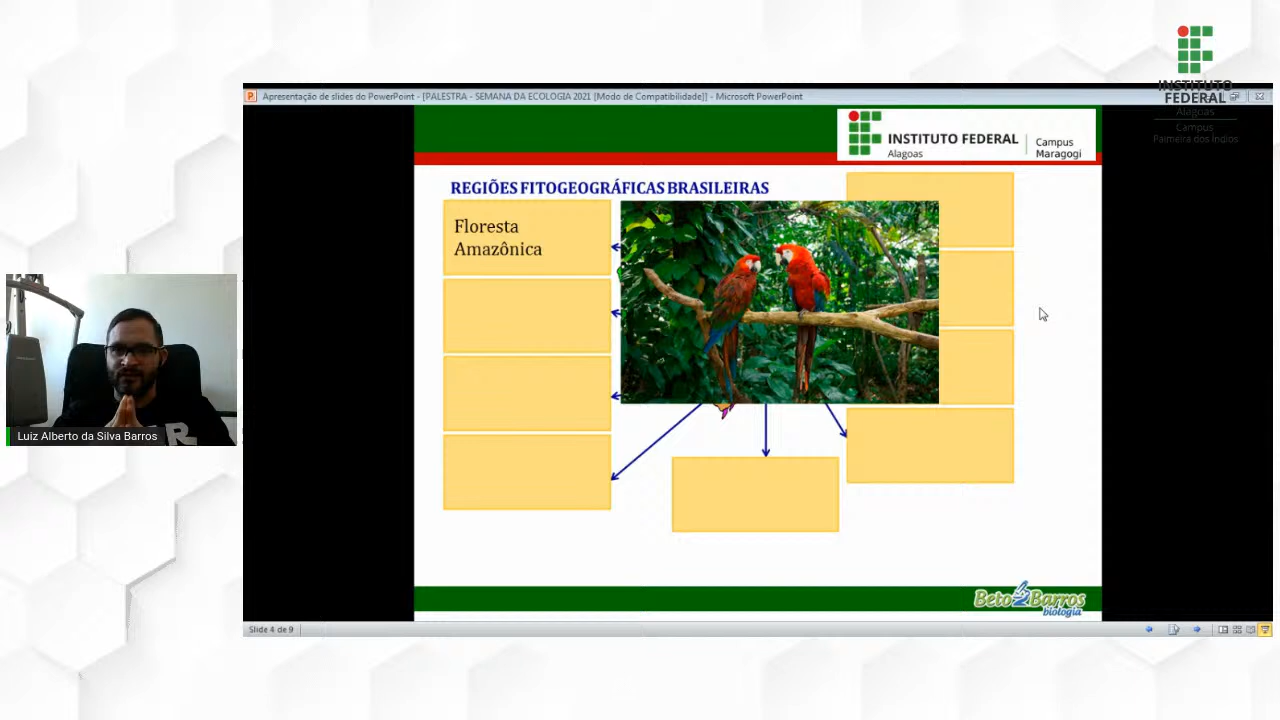 INSTITUTO
FEDERAL
Alagoas
Campus
Palmeira dos Índios
Apresentação de slides do PowerPoint - [PALESTRA - SEMANA DA ECOLOGIA 2021 [Modo de Compatibilidade]] - Microsoft PowerPoint
INSTITUTO FEDERAL
Alagoas
Campus
Maragogi
REGIÕES FITOGEOGRÁFICAS BRASILEIRAS
Floresta
Amazônica
Luiz Alberto da Silva Barros
R
Beto Barros
biologia
Slide 4 de 9